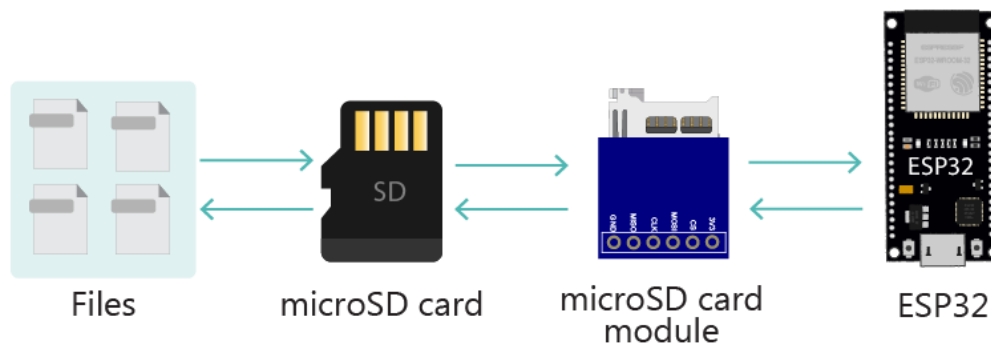 ESP32
SD
GND
MISO
CLK
MOSI
CS
3V3
Files
microSD card
microSD card
module
ESP32